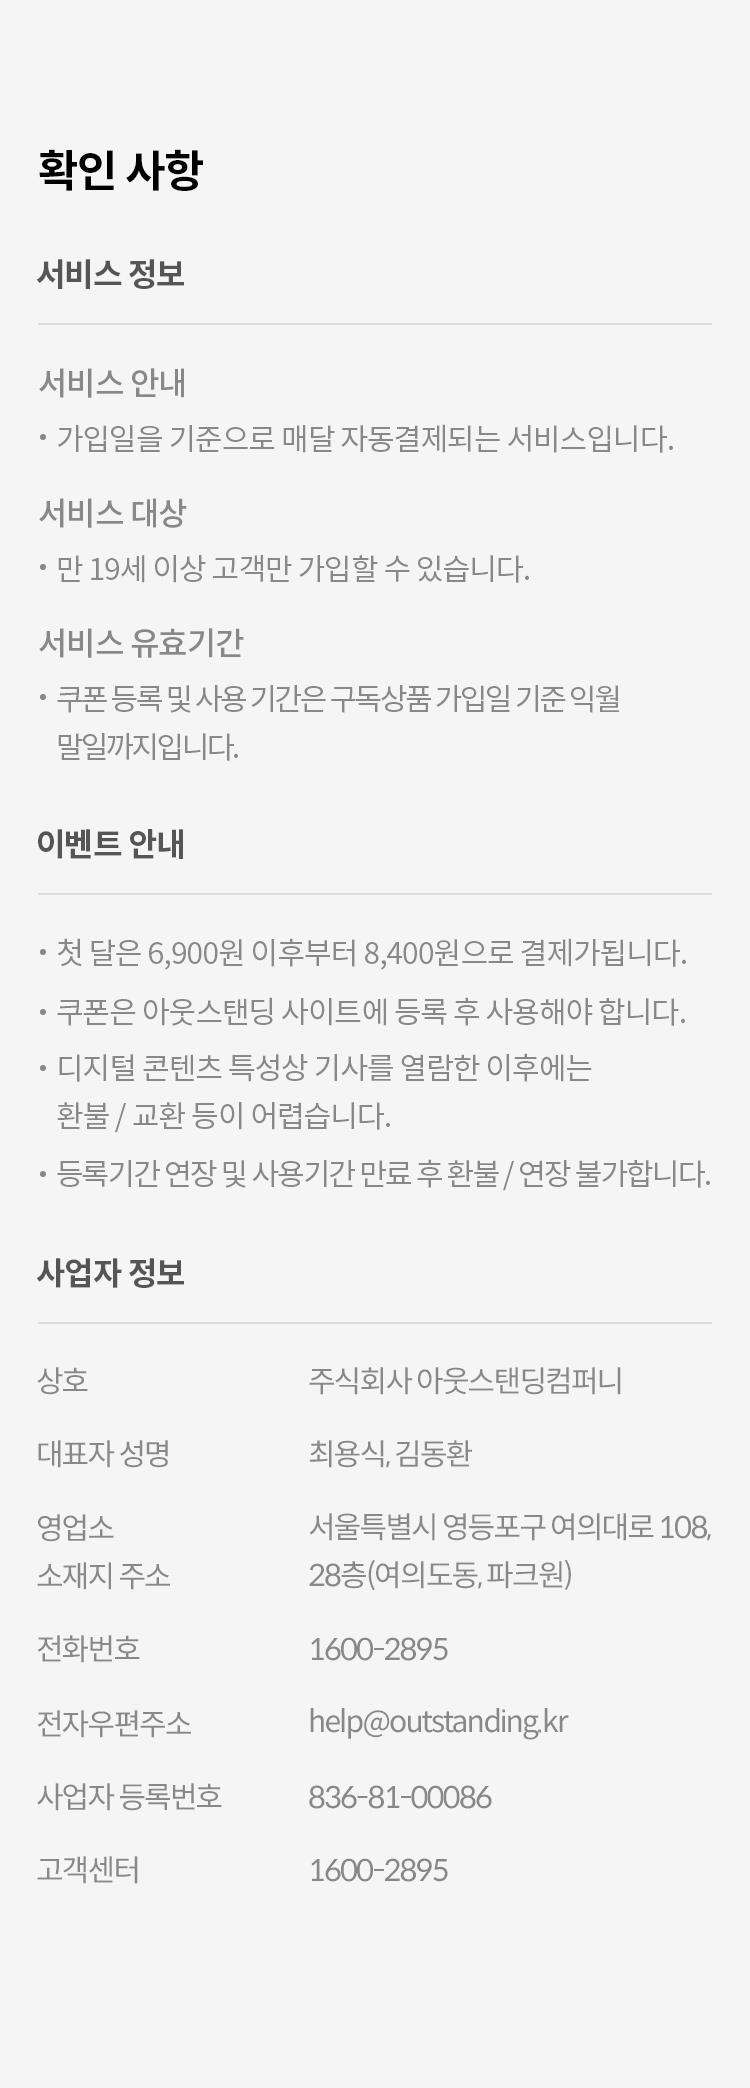 확인 사항
서비스 정보
서비스 안내
• 가입일을 기준으로 매달 자동결제되는 서비스입니다.
서비스 대상
• 만 19세 이상 고객만 가입할 수 있습니다.
서비스 유효기간
• 쿠폰 등록 및 사용 기간은 구독상품 가입일 기준 익월
말일까지입니다.
이벤트 안내
• 첫 달은 6,900원 이후부터 8,400원으로 결제가됩니다.
• 쿠폰은 아웃스탠딩 사이트에 등록 후 사용해야 합니다.
• 디지털 콘텐츠 특성상 기사를 열람한 이후에는
환불 / 교환 등이 어렵습니다.
• 등록기간 연장 및 사용기간 만료 후 환불 / 연장 불가합니다.
사업자 정보
상호 주식회사 아웃스탠딩컴퍼니
대표자 성명 최용식, 김동환
영업소 서울특별시 영등포구 여의대로 108,
소재지 주소 28층(여의도동, 파크원)
전화번호 1600-2895
전자우편주소 help@outstanding.kr
사업자 등록번호 836-81-00086
고객센터 1600-2895